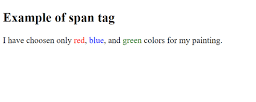 Example of span tag
I have choosen only red, blue, and green colors for my painting.